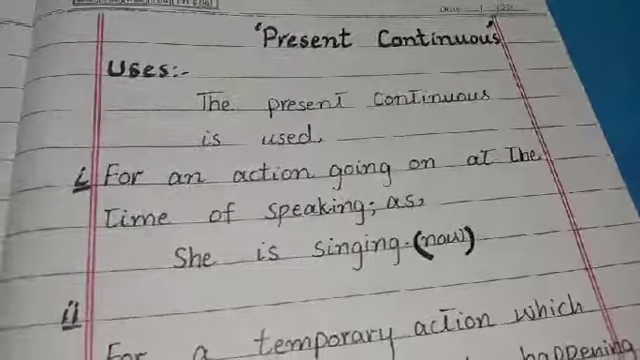 'Present Continuous'
Uses:-
The present continuous
is used.
i. For an action going on at the
time of speaking; as,
She is singing. (now)
ii
For a temporary action which
happening